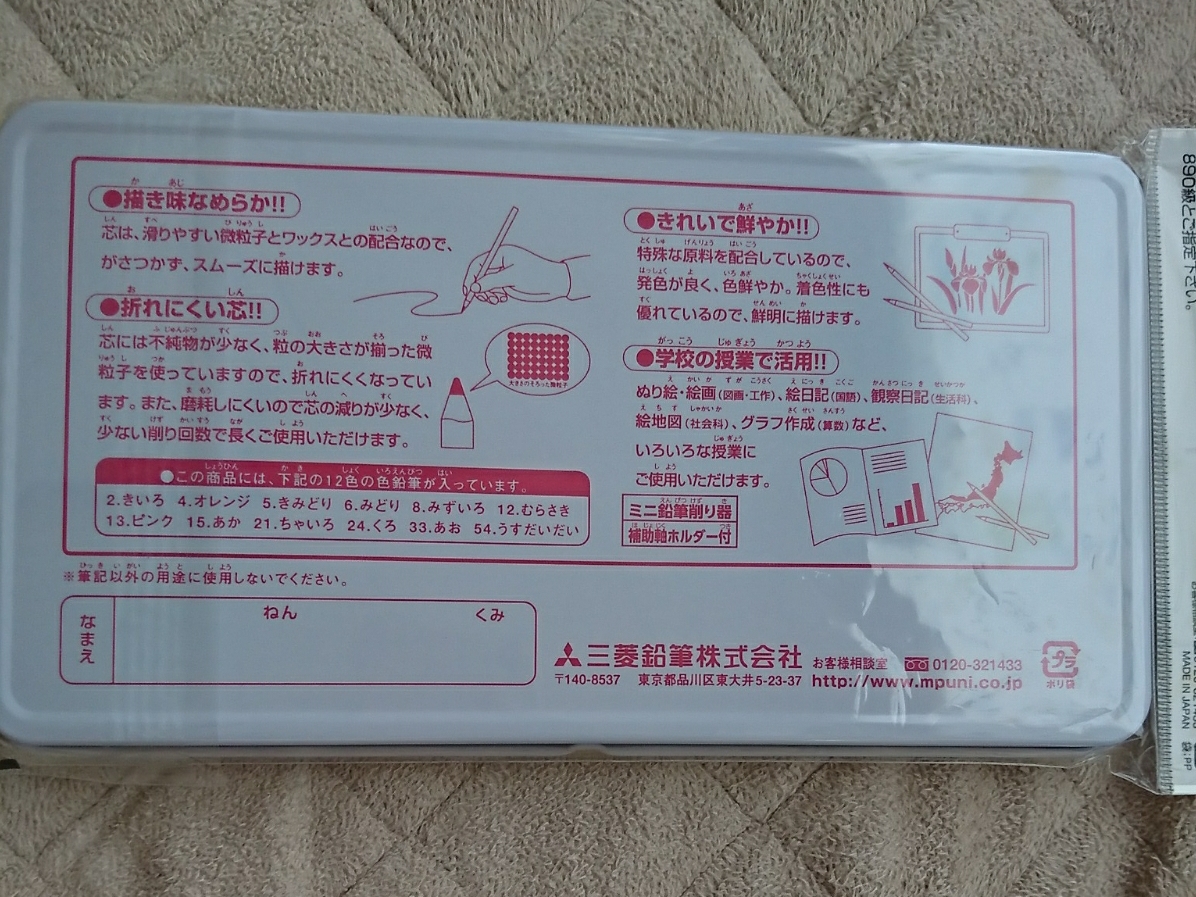 ●描き味なめらか!!
芯は、滑りやすい微粒子とワックスとの配合なので、
がさつかず、スムーズに描けます。
●折れにくい芯!!
芯には不純物が少なく、粒の大きさが揃った微
粒子を使っていますので、折れにくくなってい
ます。また、磨耗しにくいので芯の減りが少なく、
少ない削り回数で長くご使用いただけます。
大きさのそろった微粒子
●この商品には、下記の12色の色鉛筆が入っています。
2.きいろ 4.オレンジ 5.きみどり 6.みどり 8.みずいろ 12.むらさき
13.ピンク 15.あか 21.ちゃいろ 24.くろ 33.あお 54.うすだいだい
●きれいで鮮やか!!
特殊な原料を配合しているので、
発色が良く、色鮮やか。着色性にも
優れているので、鮮明に描けます。
●学校の授業で活用!!
ぬり絵・絵画(図画・工作)、絵日記(国語)、観察日記(生活科)、
絵地図(社会科)、グラフ作成(算数)など、
いろいろな授業に
ご使用いただけます。
ミニ鉛筆削り器
補助軸ホルダー付
※筆記以外の用途に使用しないでください。
なまえ ねん くみ
三菱鉛筆株式会社 お客様相談室 0120-321433
〒140-8537 東京都品川区東大井5-23-37 http://www.mpuni.co.jp
プラ
ポリ袋
890級とご指定下さい。
MADE IN JAPAN 袋:PP